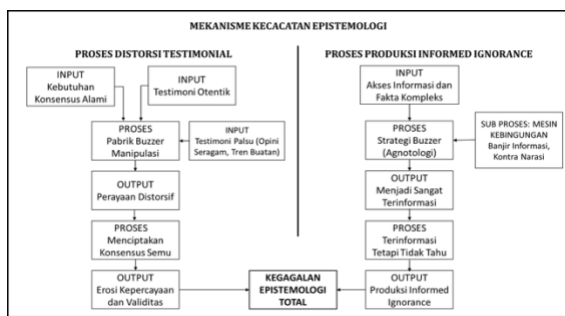 MEKANISME KECACATAN EPISTEMOLOGI
PROSES DISTORSI TESTIMONIAL
INPUT
Kebutuhan
Konsensus Alami
INPUT
Testimoni Otentik
PROSES
Pabrik Buzzer
Manipulasi
INPUT
Testimoni Palsu (Opini
Seragam, Tren Buatan)
OUTPUT
Perayaan Distorsif
PROSES
Menciptakan
Konsensus Semu
OUTPUT
Erosi Kepercayaan
dan Validitas
KEGAGALAN
EPISTEMOLOGI
TOTAL
PROSES PRODUKSI INFORMED IGNORANCE
INPUT
Akses Informasi dan
Fakta Kompleks
PROSES
Strategi Buzzer
(Agnotologi)
SUB PROSES: MESIN
KEBINGUNGAN
Banjir Informasi,
Kontra Narasi
OUTPUT
Menjadi Sangat
Terinformasi
PROSES
Terinformasi
Tetapi Tidak Tahu
OUTPUT
Produksi Informed
Ignorance